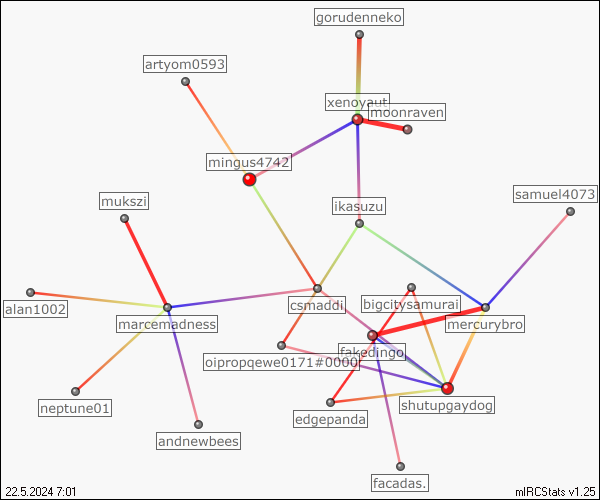 gorudenneko
artyom0593
xenoyaut
moonraven
mingus4742
mukszi
samuel4073
ikasuzu
alan1002
csmaddi
bigcitysamurai
marcemadness
mercurybro
fakedingo
oipropqewe0171#0000
neptune01
shutupgaydog
edgepanda
andnewbees
facadas.
22.5.2024 7:01
mIRCStats v1.25